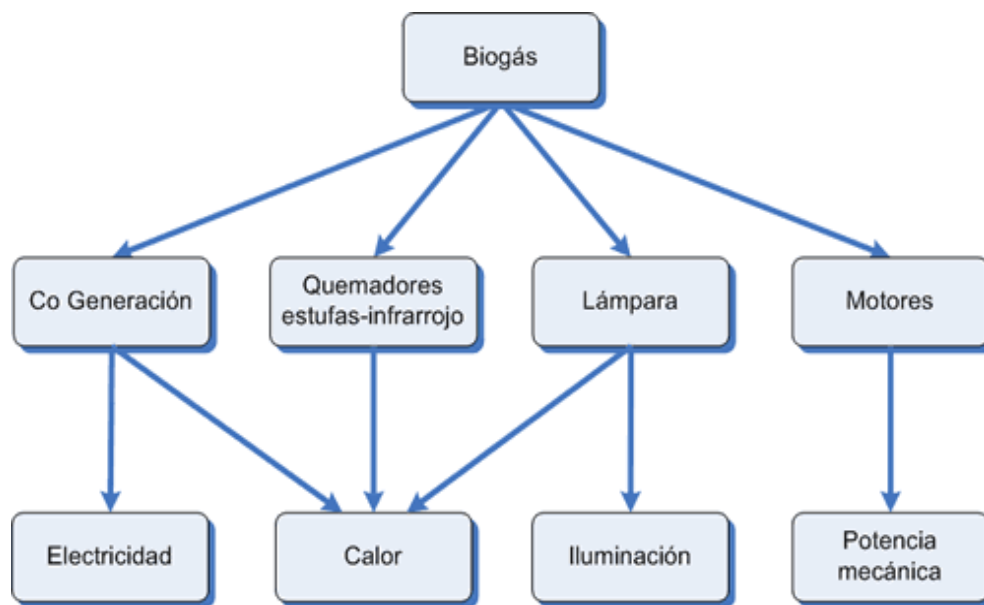 Biogás
Co Generación
Quemadores
estufas-infrarrojo
Lámpara
Motores
Electricidad
Calor
Iluminación
Potencia
mecánica